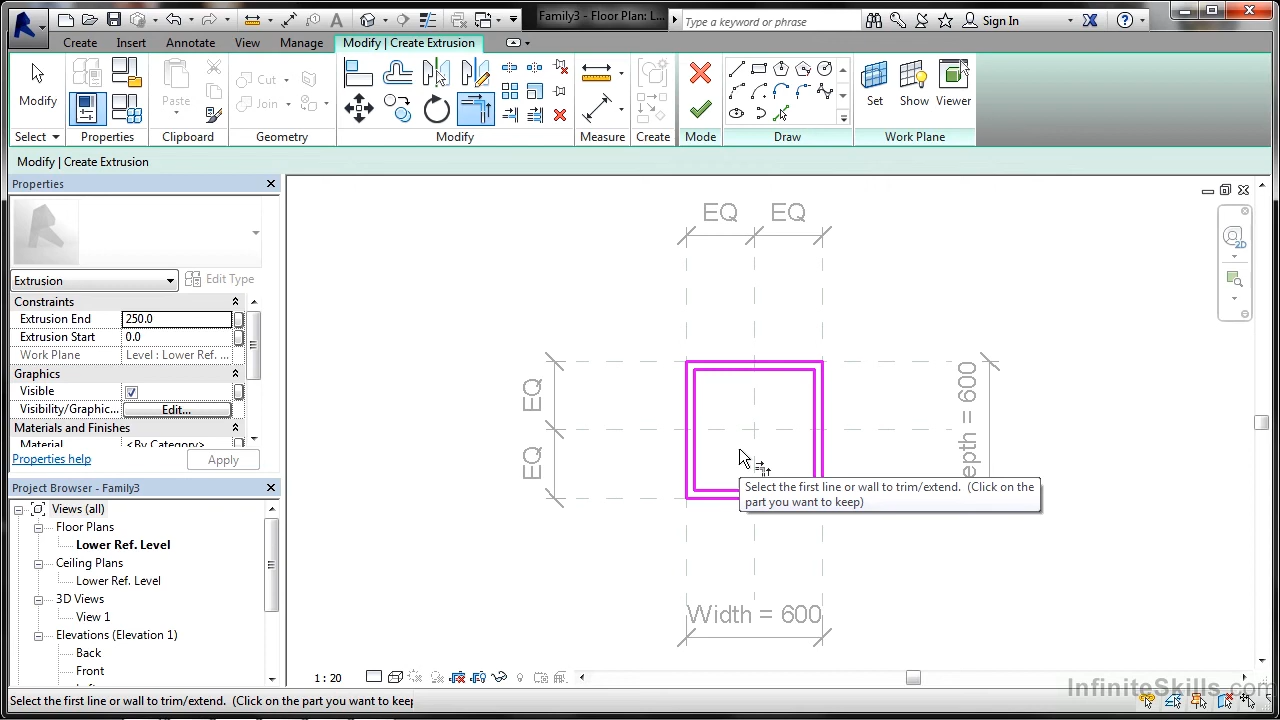 Family3 - Floor Plan: L...
Type a keyword or phrase
Sign In
Create
Insert
Annotate
View
Manage
Modify | Create Extrusion
Modify
Paste
Cut
Join
Set
Show
Viewer
Select
Properties
Clipboard
Geometry
Modify
Measure
Create
Mode
Draw
Work Plane
Modify | Create Extrusion
Properties
Extrusion
Edit Type
Constraints
Extrusion End
250.0
Extrusion Start
0.0
Work Plane
Level : Lower Ref. ...
Graphics
Visible
Visibility/Graphic...
Edit...
Materials and Finishes
Material
<By Category>
Properties help
Apply
Project Browser - Family3
Views (all)
Floor Plans
Lower Ref. Level
Ceiling Plans
Lower Ref. Level
3D Views
View 1
Elevations (Elevation 1)
Back
Front
EQ
EQ
EQ
EQ
epth = 600
Width = 600
Select the first line or wall to trim/extend. (Click on the
part you want to keep)
1 : 20
2D
InfiniteSkills.com
Select the first line or wall to trim/extend. (Click on the part you want to keep